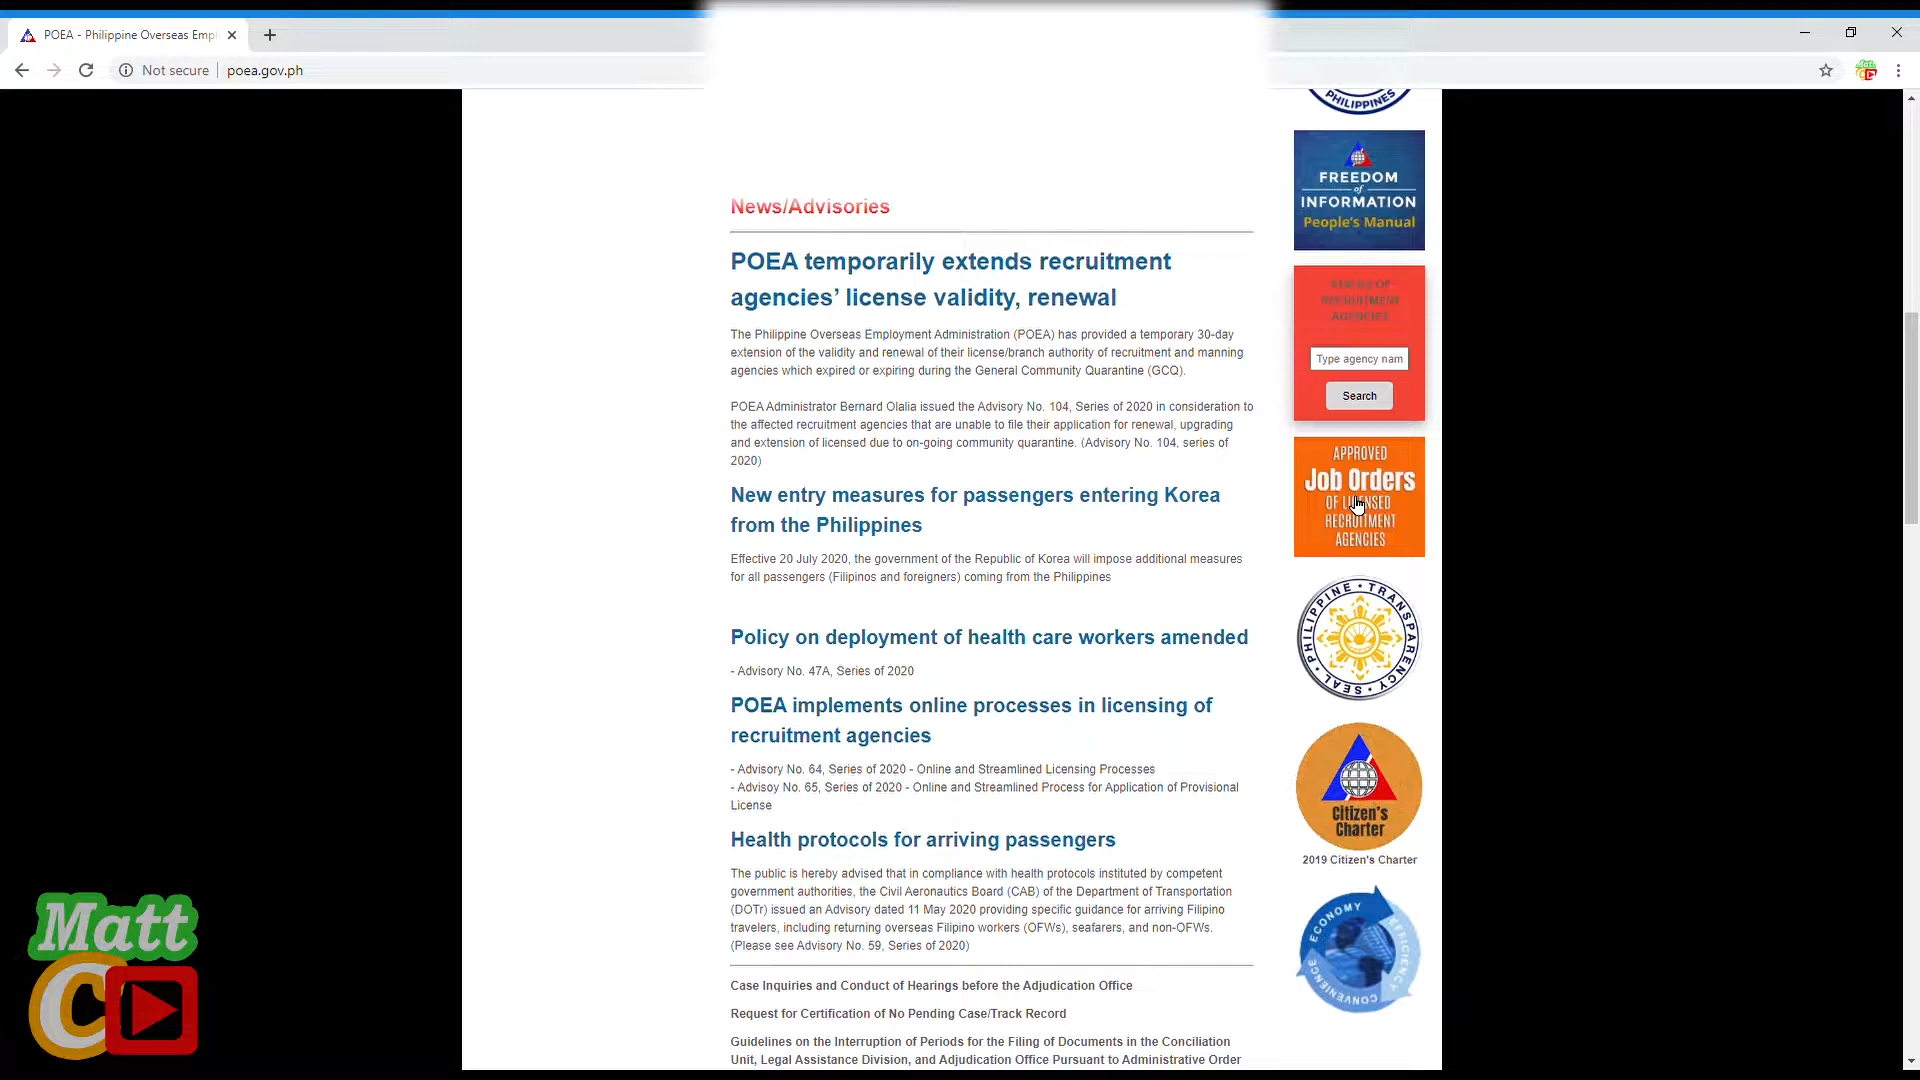 POEA - Philippine Overseas Emp
Not secure
poea.gov.ph
PHILIPPINES
FREEDOM
of
INFORMATION
People's Manual
News/Advisories
POEA temporarily extends recruitment
agencies’ license validity, renewal
The Philippine Overseas Employment Administration (POEA) has provided a temporary 30-day
extension of the validity and renewal of their license/branch authority of recruitment and manning
agencies which expired or expiring during the General Community Quarantine (GCQ).
POEA Administrator Bernard Olalia issued the Advisory No. 104, Series of 2020 in consideration to
the affected recruitment agencies that are unable to file their application for renewal, upgrading
and extension of licensed due to on-going community quarantine. (Advisory No. 104, series of
2020)
New entry measures for passengers entering Korea
from the Philippines
Effective 20 July 2020, the government of the Republic of Korea will impose additional measures
for all passengers (Filipinos and foreigners) coming from the Philippines
Policy on deployment of health care workers amended
- Advisory No. 47A, Series of 2020
POEA implements online processes in licensing of
recruitment agencies
- Advisory No. 64, Series of 2020 - Online and Streamlined Licensing Processes
- Advisoy No. 65, Series of 2020 - Online and Streamlined Process for Application of Provisional
License
Health protocols for arriving passengers
The public is hereby advised that in compliance with health protocols instituted by competent
government authorities, the Civil Aeronautics Board (CAB) of the Department of Transportation
(DOTr) issued an Advisory dated 11 May 2020 providing specific guidance for arriving Filipino
travelers, including returning overseas Filipino workers (OFWs), seafarers, and non-OFWs.
(Please see Advisory No. 59, Series of 2020)
Case Inquiries and Conduct of Hearings before the Adjudication Office
Request for Certification of No Pending Case/Track Record
Guidelines on the Interruption of Periods for the Filing of Documents in the Conciliation
Unit, Legal Assistance Division, and Adjudication Office Pursuant to Administrative Order
STATUS OF
RECRUITMENT
AGENCIES
Type agency nam
Search
APPROVED
Job Orders
OF LICENSED
RECRUITMENT
AGENCIES
PHILIPPINE • TRANSPARENCY • SEAL •
Citizen's
Charter
2019 Citizen's Charter
ECONOMY
EFFICIENCY
CONVENIENCE
Matt
C